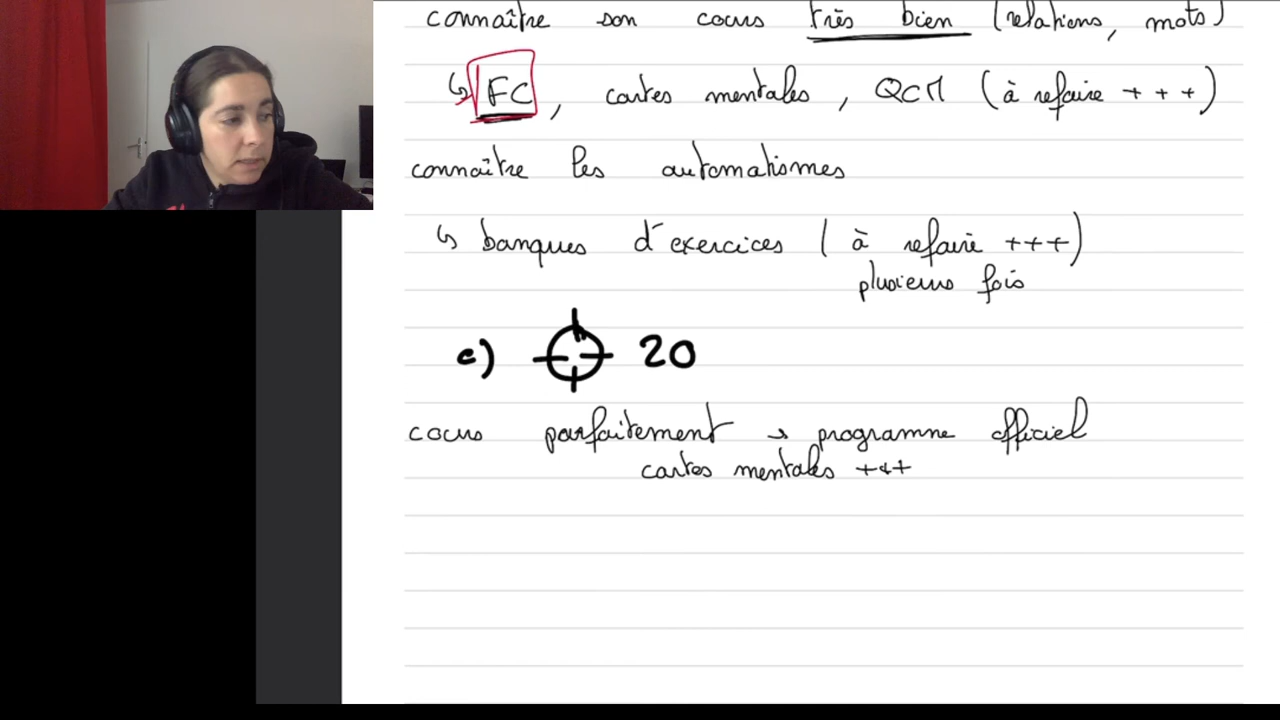 connaître son cours très bien (relations, mots)
↳ FC, cartes mentales, QCM (à refaire + + +)
connaître les automatismes
↳ banques d'exercices (à refaire +++)
plusieurs fois
c) 20
cours parfaitement → programme officiel
cartes mentales +++